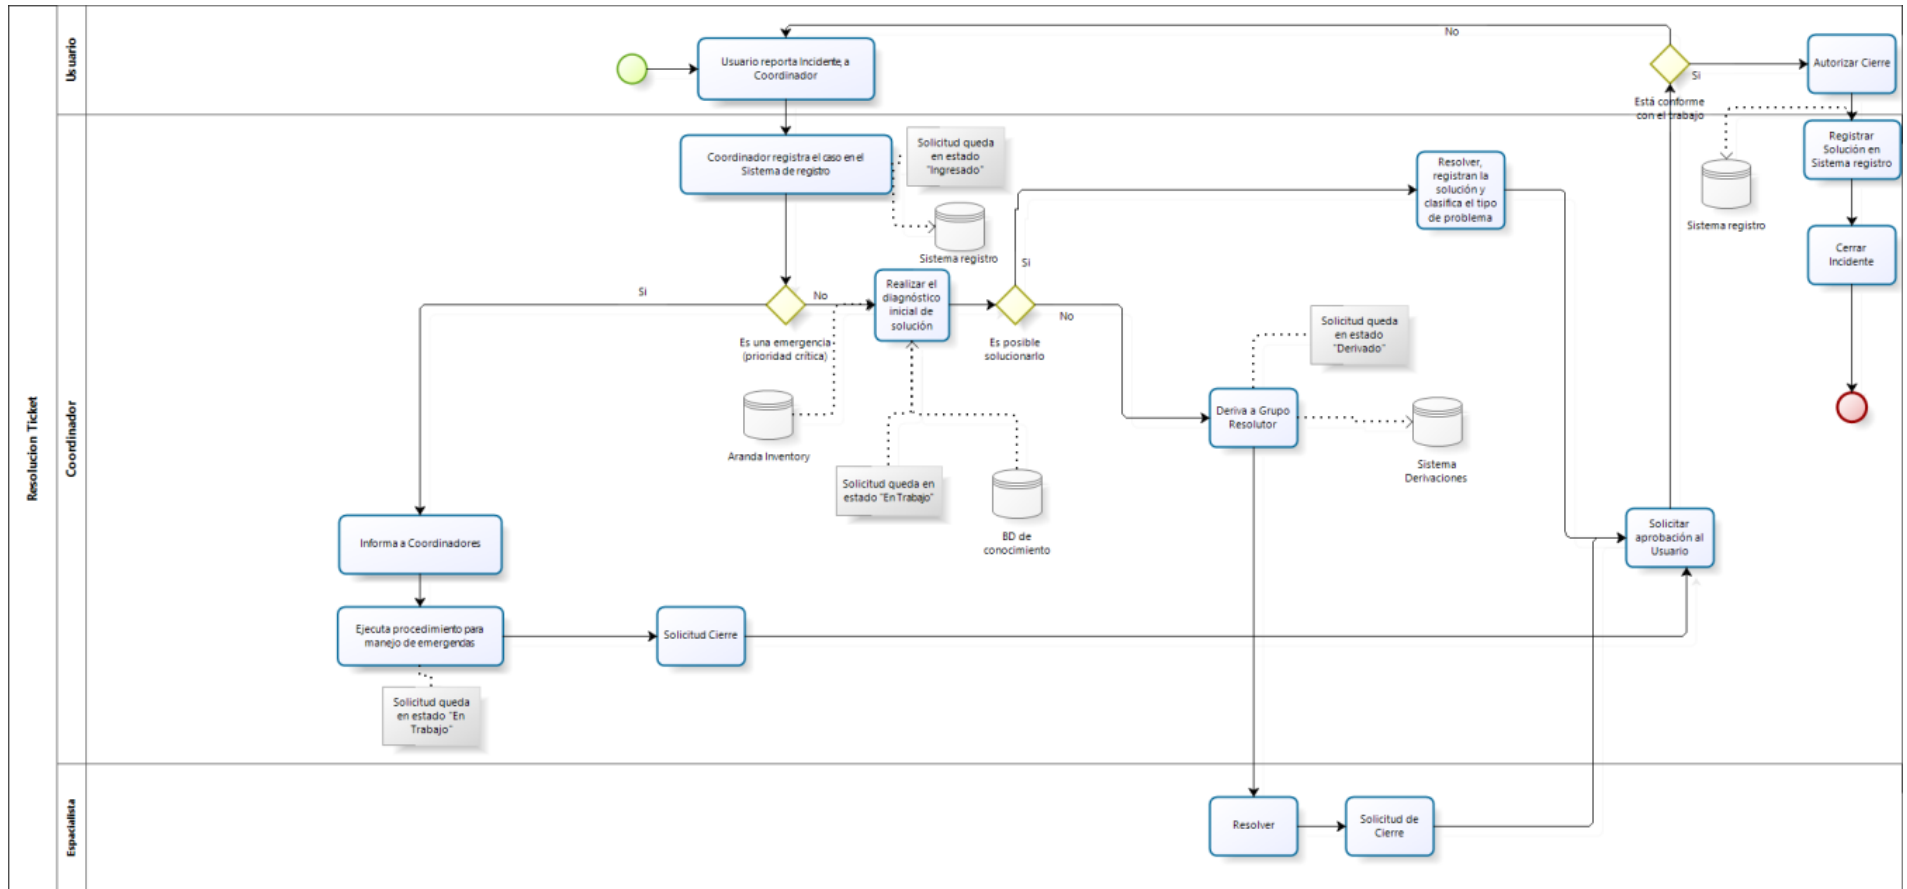 Resolucion Ticket
Usuario
Usuario reporta Incidente, a
Coordinador
No
Si
Está conforme
con el trabajo
Autorizar Cierre
Coordinador
Coordinador registra el caso en el
Sistema de registro
Solicitud queda
en estado
"Ingresado"
Sistema registro
Resolver,
registran la
solución y
clasifica el tipo
de problema
Sistema registro
Registrar
Solución en
Sistema registro
Cerrar
Incidente
Si
No
Es una emergencia
(prioridad crítica)
Realizar el
diagnóstico
inicial de
solución
Si
No
Es posible
solucionarlo
Solicitud queda
en estado
"Derivado"
Aranda Inventory
Solicitud queda en
estado "En Trabajo"
BD de
conocimiento
Deriva a Grupo
Resolutor
Sistema
Derivaciones
Informa a Coordinadores
Solicitar
aprobación al
Usuario
Ejecuta procedimiento para
manejo de emergencias
Solicitud Cierre
Solicitud queda
en estado "En
Trabajo"
Espacialista
Resolver
Solicitud de
Cierre